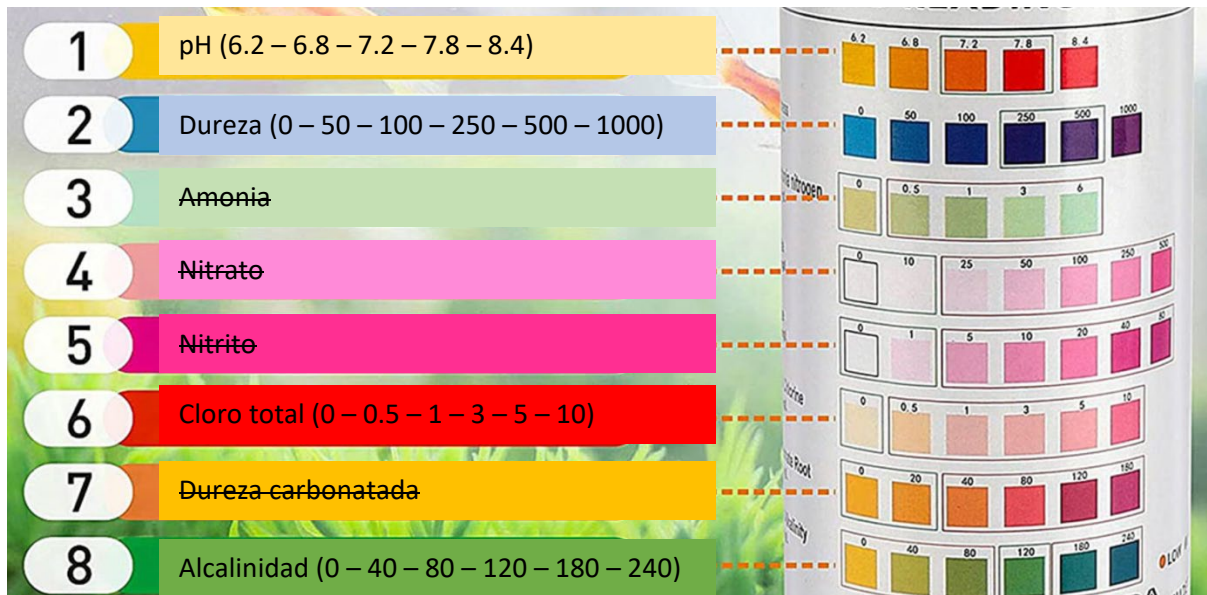 1
pH (6.2 – 6.8 – 7.2 – 7.8 – 8.4)
6.2 6.8 7.2 7.8 8.4
2
Dureza (0 – 50 – 100 – 250 – 500 – 1000)
0 50 100 250 500 1000
3
Amonia
nitrogen
0 0.5 1 3 6
4
Nitrato
0 10 25 50 100 250 500
5
Nitrito
0 1 5 10 20 40 80
6
Cloro total (0 – 0.5 – 1 – 3 – 5 – 10)
0 0.5 1 3 5 10
7
Dureza carbonatada
Root
0 20 40 80 120 180
8
Alcalinidad (0 – 40 – 80 – 120 – 180 – 240)
0 40 80 120 180 240
LOW